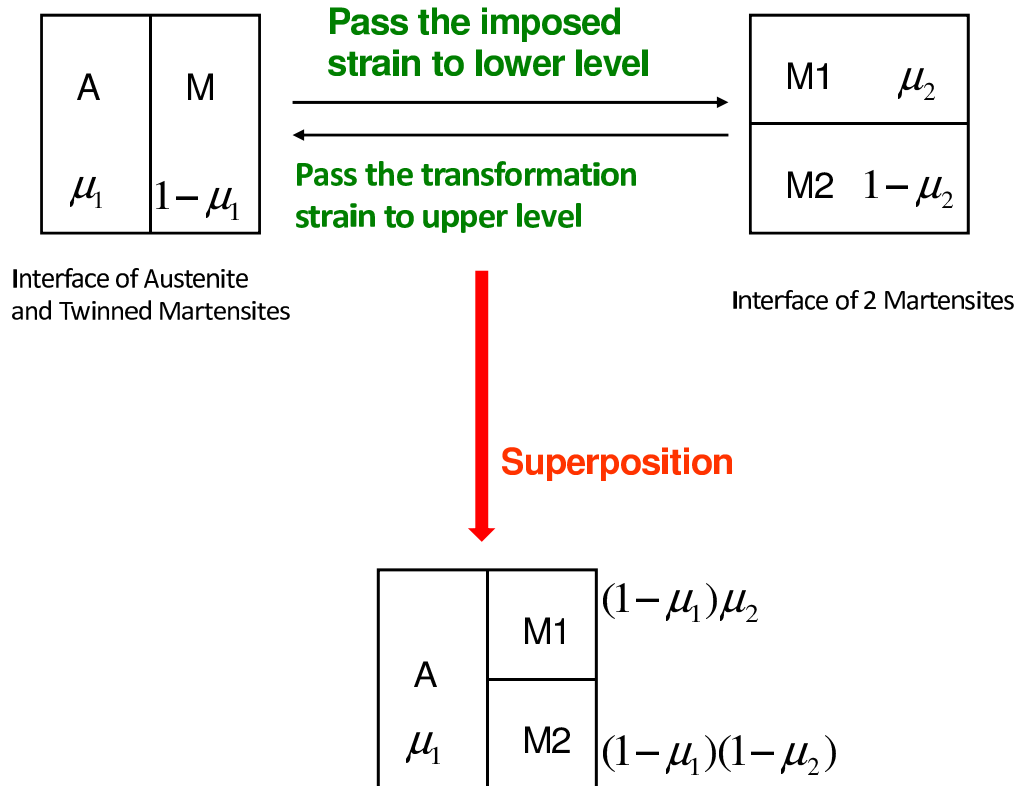 Pass the imposed
strain to lower level
A M
μ₁ 1−μ₁
M1 μ₂
M2 1−μ₂
Pass the transformation
strain to upper level
Interface of Austenite
and Twinned Martensites
Interface of 2 Martensites
Superposition
(1−μ₁)μ₂
M1
A
μ₁
M2 (1−μ₁)(1−μ₂)